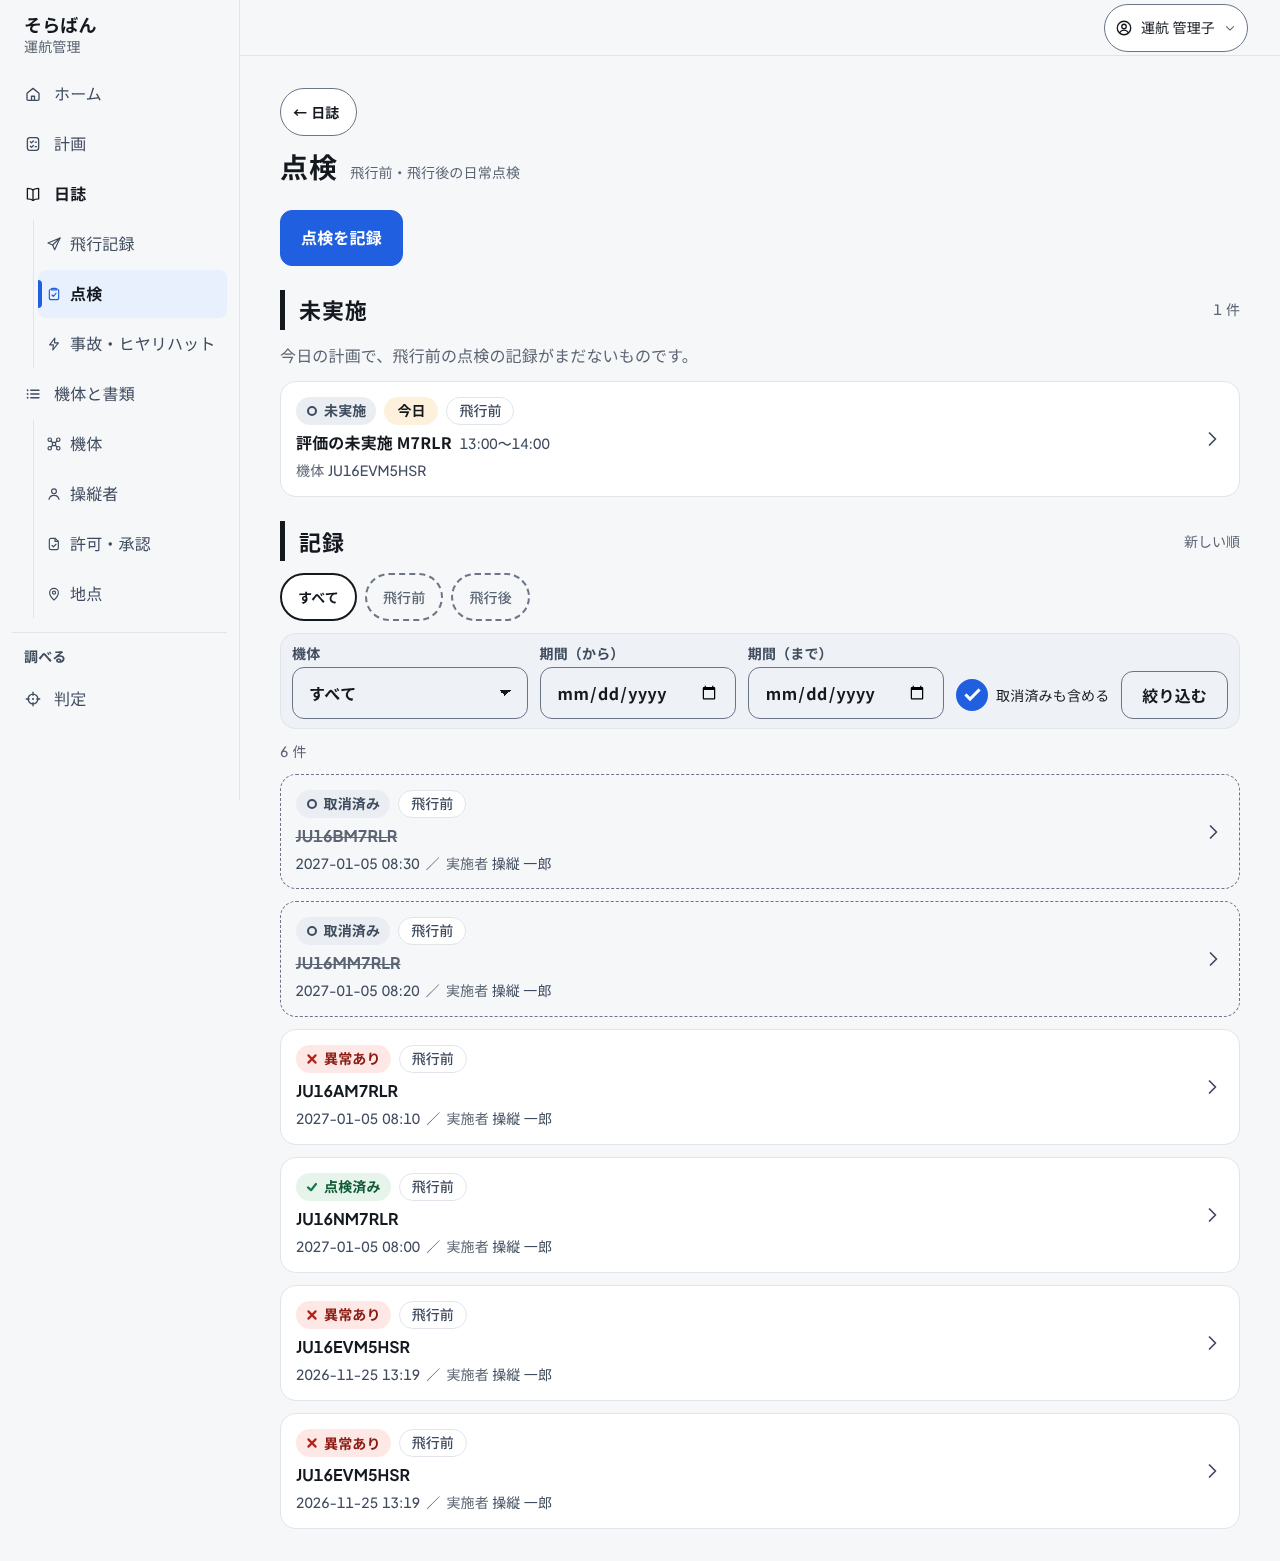 そらばん
運航管理
運航 管理子
ホーム
計画
日誌
飛行記録
点検
事故・ヒヤリハット
機体と書類
機体
操縦者
許可・承認
地点
調べる
判定
← 日誌
点検 飛行前・飛行後の日常点検
点検を記録
未実施 1 件
今日の計画で、飛行前の点検の記録がまだないものです。
未実施 今日 飛行前
評価の未実施 M7RLR 13:00〜14:00
機体 JU16EVM5HSR
記録 新しい順
すべて 飛行前 飛行後
機体 期間（から） 期間（まで）
すべて mm/dd/yyyy mm/dd/yyyy 取消済みも含める 絞り込む
6 件
取消済み 飛行前
JU16BM7RLR
2027-01-05 08:30 ／ 実施者 操縦 一郎
取消済み 飛行前
JU16MM7RLR
2027-01-05 08:20 ／ 実施者 操縦 一郎
異常あり 飛行前
JU16AM7RLR
2027-01-05 08:10 ／ 実施者 操縦 一郎
点検済み 飛行前
JU16NM7RLR
2027-01-05 08:00 ／ 実施者 操縦 一郎
異常あり 飛行前
JU16EVM5HSR
2026-11-25 13:19 ／ 実施者 操縦 一郎
異常あり 飛行前
JU16EVM5HSR
2026-11-25 13:19 ／ 実施者 操縦 一郎